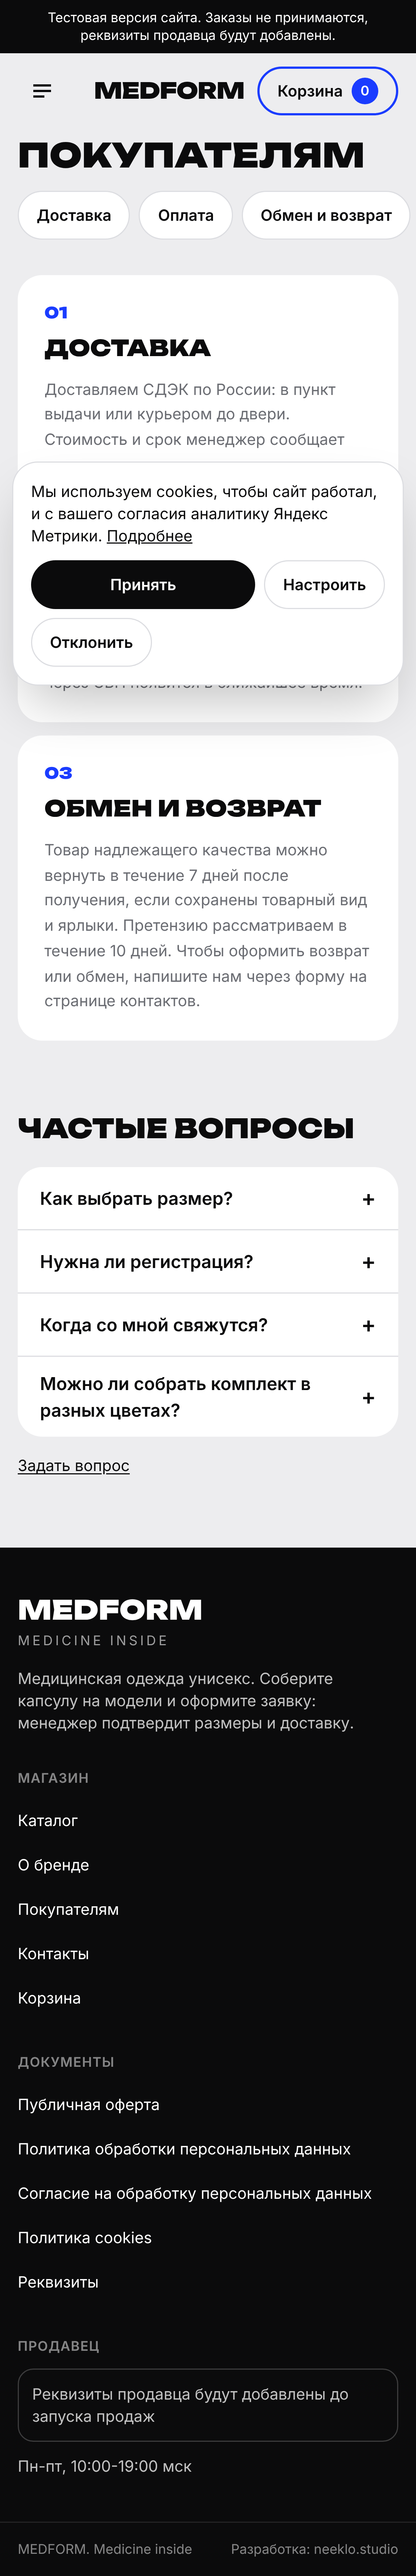 Тестовая версия сайта. Заказы не принимаются,
реквизиты продавца будут добавлены.
MEDFORM
Корзина 0
ПОКУПАТЕЛЯМ
Доставка
Оплата
Обмен и возврат
01
ДОСТАВКА
Доставляем СДЭК по России: в пункт
выдачи или курьером до двери.
Стоимость и срок менеджер сообщает
Мы используем cookies, чтобы сайт работал,
и с вашего согласия аналитику Яндекс
Метрики. Подробнее
Принять
Настроить
Отклонить
03
ОБМЕН И ВОЗВРАТ
Товар надлежащего качества можно
вернуть в течение 7 дней после
получения, если сохранены товарный вид
и ярлыки. Претензию рассматриваем в
течение 10 дней. Чтобы оформить возврат
или обмен, напишите нам через форму на
странице контактов.
ЧАСТЫЕ ВОПРОСЫ
Как выбрать размер? +
Нужна ли регистрация? +
Когда со мной свяжутся? +
Можно ли собрать комплект в
разных цветах? +
Задать вопрос
MEDFORM
MEDICINE INSIDE
Медицинская одежда унисекс. Соберите
капсулу на модели и оформите заявку:
менеджер подтвердит размеры и доставку.
МАГАЗИН
Каталог
О бренде
Покупателям
Контакты
Корзина
ДОКУМЕНТЫ
Публичная оферта
Политика обработки персональных данных
Согласие на обработку персональных данных
Политика cookies
Реквизиты
ПРОДАВЕЦ
Реквизиты продавца будут добавлены до
запуска продаж
Пн-пт, 10:00-19:00 мск
MEDFORM. Medicine inside
Разработка: neeklo.studio